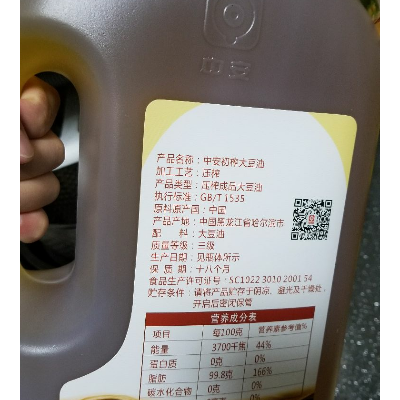 中安
产品名称：中安初榨大豆油
加工工艺：压榨
产品类型：压榨成品大豆油
执行标准：GB/T 1535
原料原产国：中国
产品产地：中国黑龙江省哈尔滨市
配　　料：大豆油
质量等级：三级
生产日期：见瓶体所示
保 质 期：十八个月
食品生产许可证号：SC1022 3010 2001 54
贮存条件：请将产品贮存于阴凉、避光及干燥处，
开启后密闭保管
营养成分表
项目 每100克 营养素参考值%
能量 3700千焦 44%
蛋白质 0克 0%
脂肪 99.8克 166%
碳水化合物 0克 0%